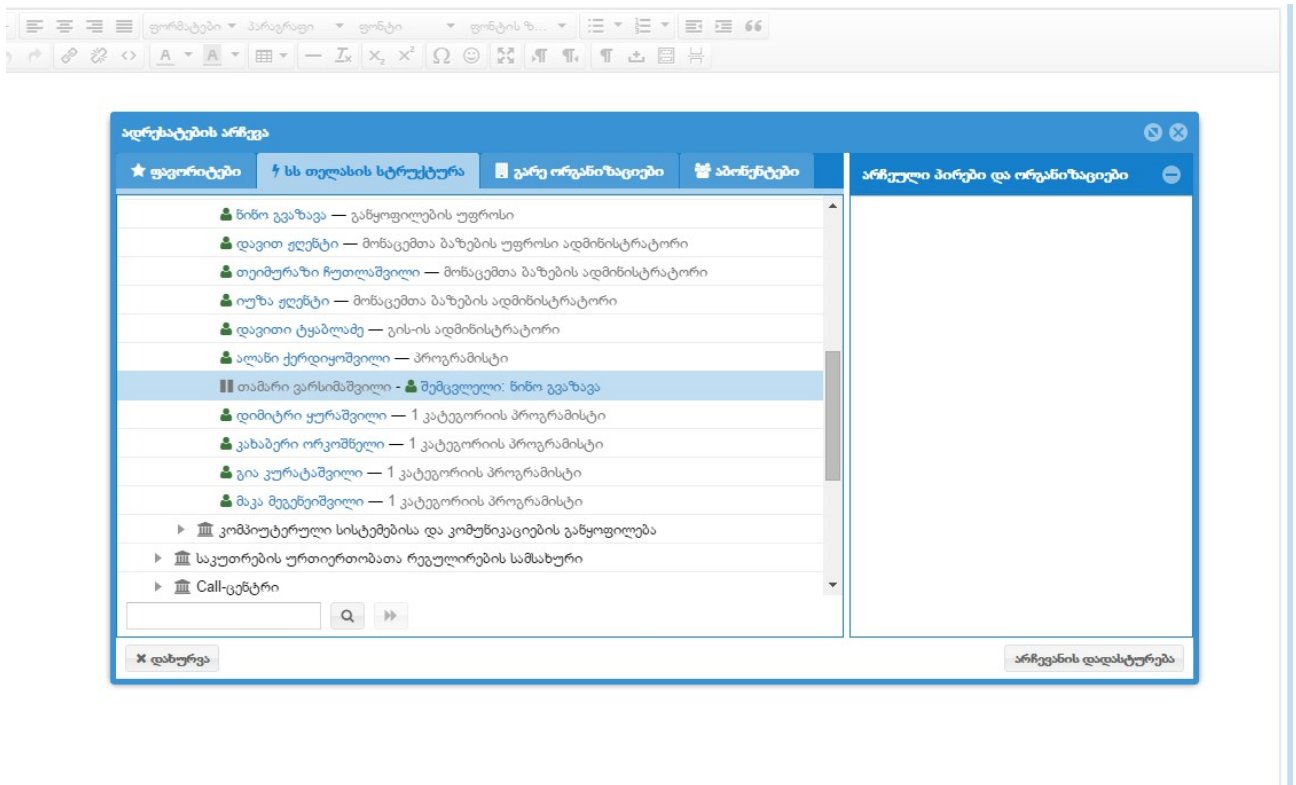 ფორმატები პარაგრაფი ფონტი ფონტის ზ...
ადრესატების არჩევა
ფავორიტები სს თელასის სტრუქტურა გარე ორგანიზაციები აბონენტები
არჩეული პირები და ორგანიზაციები
ნინო გვაზავა — განყოფილების უფროსი
დავით ჟღენტი — მონაცემთა ბაზების უფროსი ადმინისტრატორი
თეიმურაზი ჩუთლაშვილი — მონაცემთა ბაზების ადმინისტრატორი
იუზა ჟღენტი — მონაცემთა ბაზების ადმინისტრატორი
დავითი ტყაბლაძე — გის-ის ადმინისტრატორი
ალანი ქერდიყოშვილი — პროგრამისტი
თამარი ვარსიმაშვილი - შემცვლელი: ნინო გვაზავა
დიმიტრი ყურაშვილი — 1 კატეგორიის პროგრამისტი
კახაბერი ორკოშნელი — 1 კატეგორიის პროგრამისტი
გია კურატაშვილი — 1 კატეგორიის პროგრამისტი
მაკა მეგენეიშვილი — 1 კატეგორიის პროგრამისტი
კომპიუტერული სისტემებისა და კომუნიკაციების განყოფილება
საკუთრების ურთიერთობათა რეგულირების სამსახური
Call-ცენტრი
დახურვა
არჩევანის დადასტურება